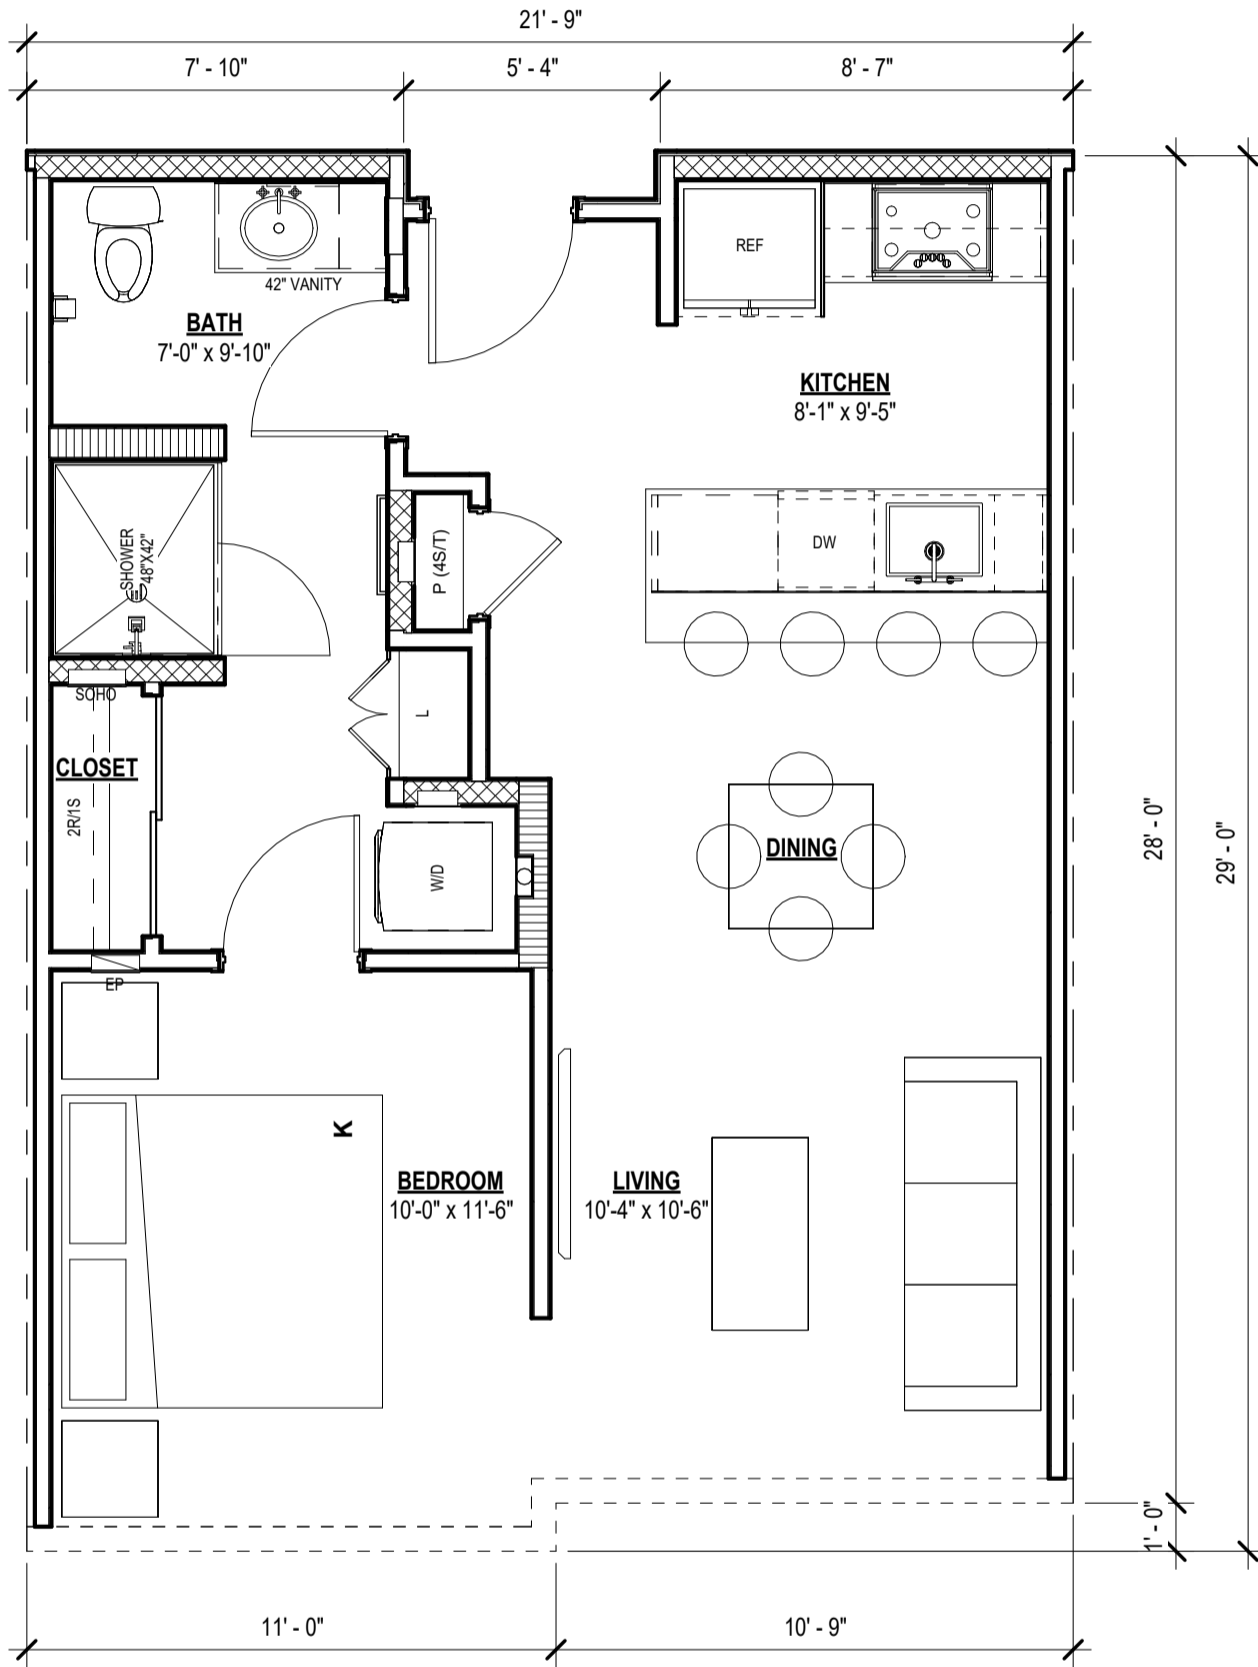 21' - 9"
7' - 10"
5' - 4"
8' - 7"
REF
42" VANITY
BATH
7'-0" x 9'-10"
KITCHEN
8'-1" x 9'-5"
SHOWER
48"X42"
P (4S/T)
DW
SOHO
L
CLOSET
2R/1S
W/D
DINING
28' - 0"
29' - 0"
EP
K
BEDROOM
10'-0" x 11'-6"
LIVING
10'-4" x 10'-6"
1' - 0"
11' - 0"
10' - 9"